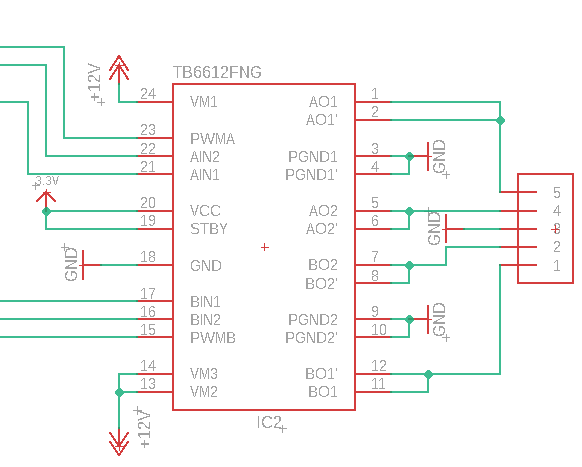 TB6612FNG
+12V
24 VM1 AO1 1
AO1' 2
23 PWMA
22 AIN2 PGND1 3
21 AIN1 PGND1' 4
GND
3.3V
20 VCC AO2 5
19 STBY AO2' 6
GND
5
4
3
2
1
GND
18 GND BO2 7
BO2' 8
17 BIN1
16 BIN2 PGND2 9
15 PWMB PGND2' 10
GND
14 VM3 BO1' 12
13 VM2 BO1 11
+12V
IC2